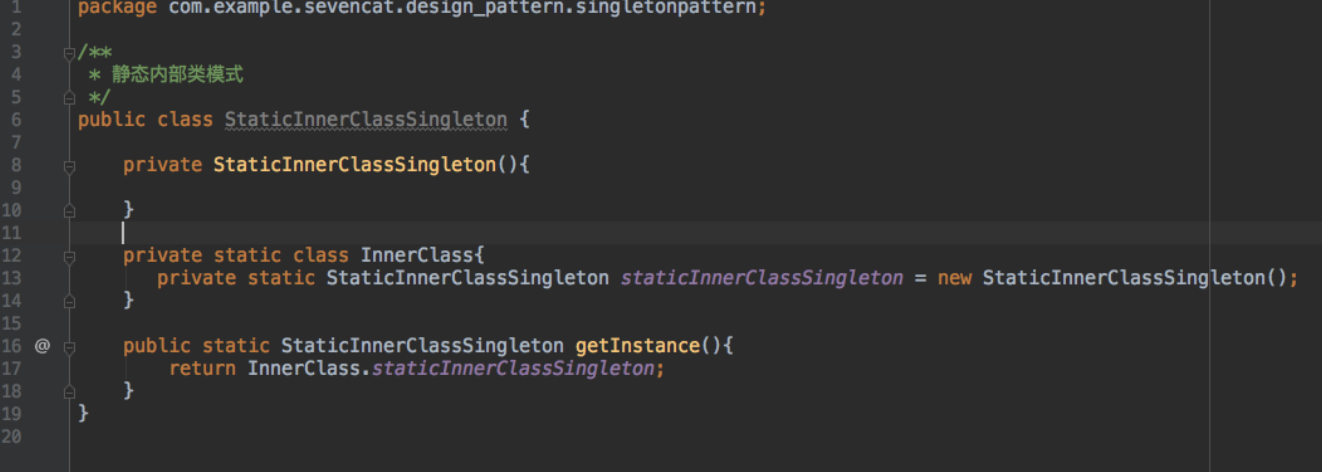 1 package com.example.sevencat.design_pattern.singletonpattern;
2
3 /**
4 * 静态内部类模式
5 */
6 public class StaticInnerClassSingleton {
7
8 private StaticInnerClassSingleton(){
9
10 }
11
12 private static class InnerClass{
13 private static StaticInnerClassSingleton staticInnerClassSingleton = new StaticInnerClassSingleton();
14 }
15
16 @ public static StaticInnerClassSingleton getInstance(){
17 return InnerClass.staticInnerClassSingleton;
18 }
19 }
20